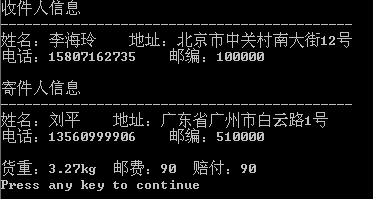 收件人信息
----------------------------------------
姓名：李海玲    地址：北京市中关村南大街12号
电话：15807162735    邮编：100000
寄件人信息
----------------------------------------
姓名：刘平    地址：广东省广州市白云路1号
电话：13560999906    邮编：510000
货重：3.27kg  邮费：90  赔付：90
Press any key to continue